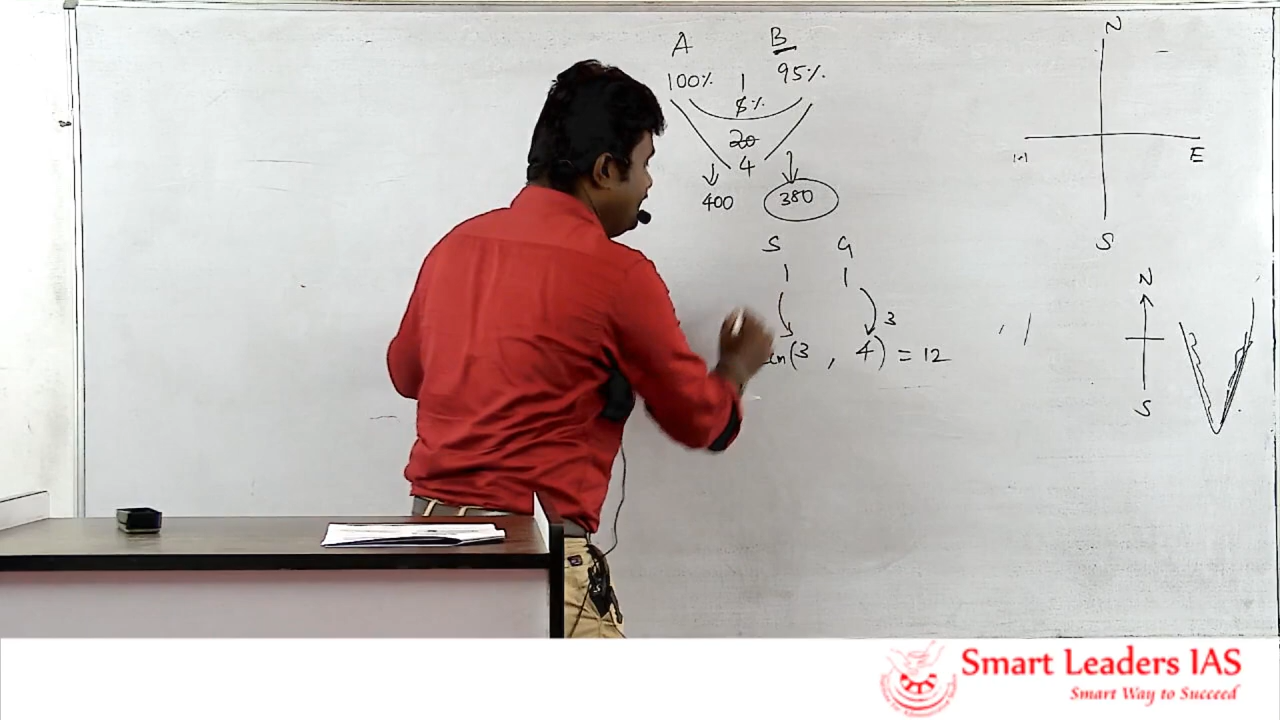 A B
100% 95%
5%
20
4
400 380
S G
1 1
3
(3 , 4) = 12
N
E
S
N
S
Smart Leaders IAS
Smart Way to Succeed